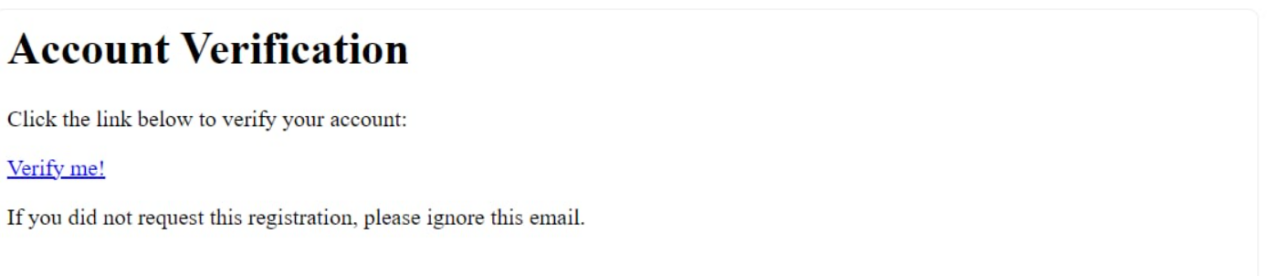 Account Verification
Click the link below to verify your account:
Verify me!
If you did not request this registration, please ignore this email.